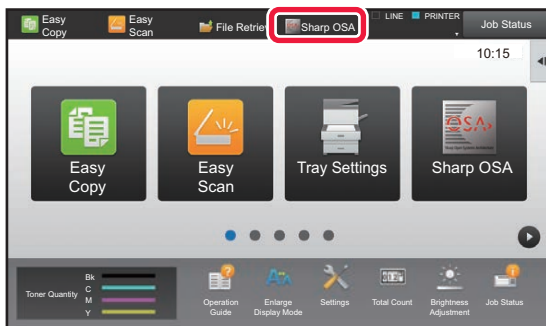 Easy Copy
Easy Scan
File Retrie
Sharp OSA
LINE
PRINTER
Job Status
10:15
Easy
Copy
Easy
Scan
Tray Settings
Sharp OSA
Toner Quantity
Bk
C
M
Y
Operation
Guide
Enlarge
Display Mode
Settings
Total Count
Brightness
Adjustment
Job Status